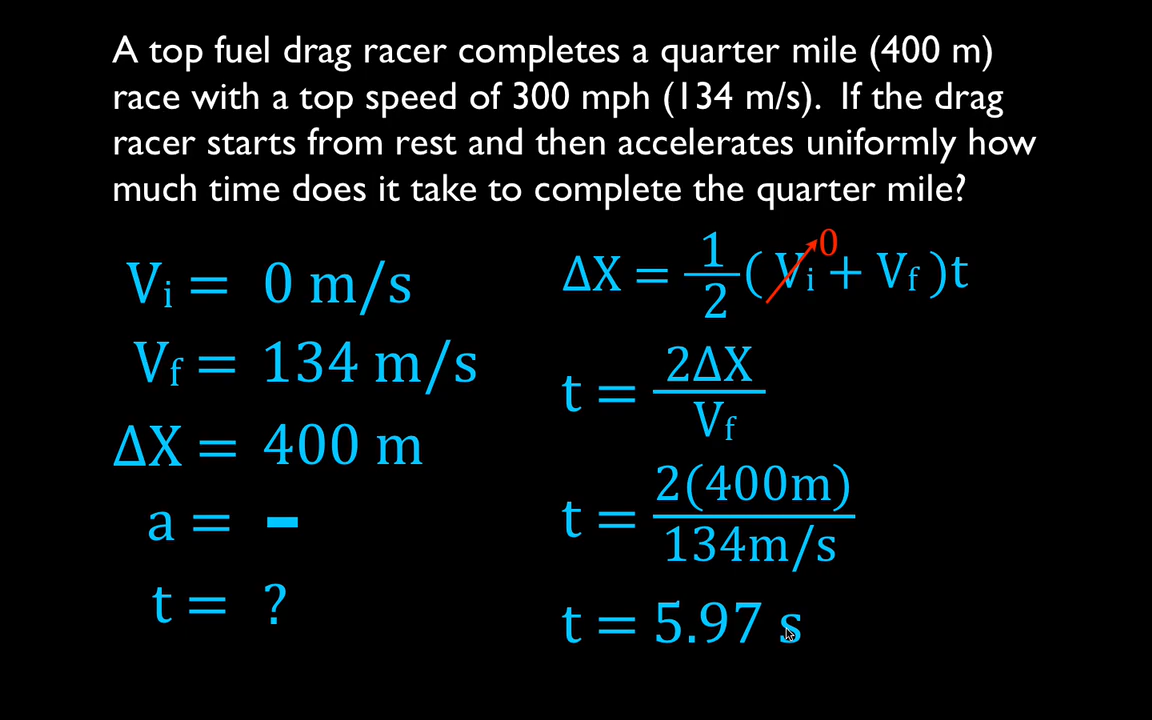 A top fuel drag racer completes a quarter mile (400 m)
race with a top speed of 300 mph (134 m/s).  If the drag
racer starts from rest and then accelerates uniformly how
much time does it take to complete the quarter mile?
Vi = 0 m/s
Vf = 134 m/s
ΔX = 400 m
a = -
t = ?
ΔX = 1/2 ( Vi + Vf )t
0
t = 2ΔX/Vf
t = 2(400m)/134m/s
t = 5.97 s